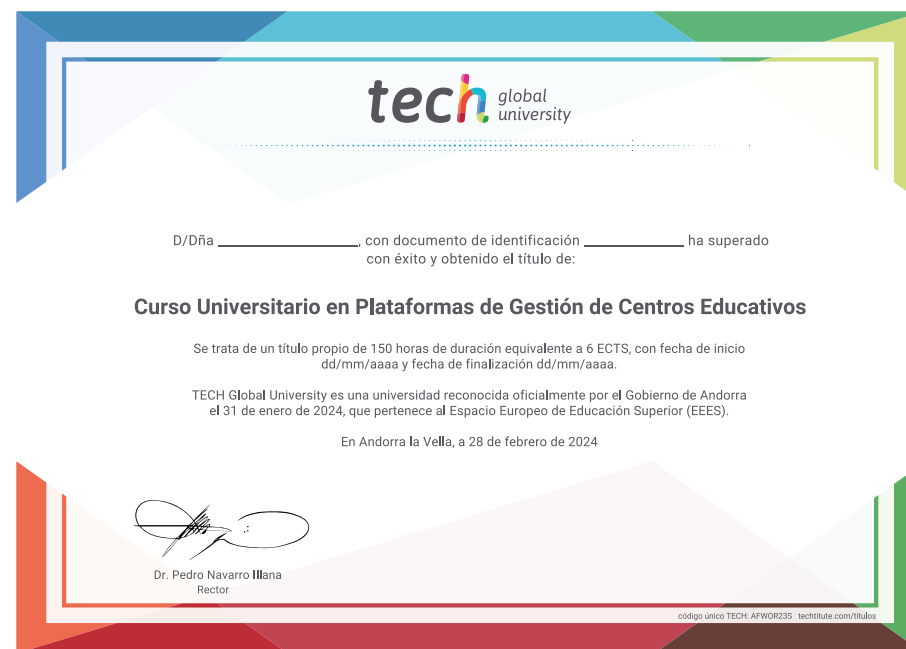 tech global university
D/Dña ____________________, con documento de identificación ______________ ha superado
con éxito y obtenido el título de:
Curso Universitario en Plataformas de Gestión de Centros Educativos
Se trata de un título propio de 150 horas de duración equivalente a 6 ECTS, con fecha de inicio
dd/mm/aaaa y fecha de finalización dd/mm/aaaa.
TECH Global University es una universidad reconocida oficialmente por el Gobierno de Andorra
el 31 de enero de 2024, que pertenece al Espacio Europeo de Educación Superior (EEES).
En Andorra la Vella, a 28 de febrero de 2024
Dr. Pedro Navarro Illana
Rector
código único TECH: AFWOR23S techtitute.com/titulos